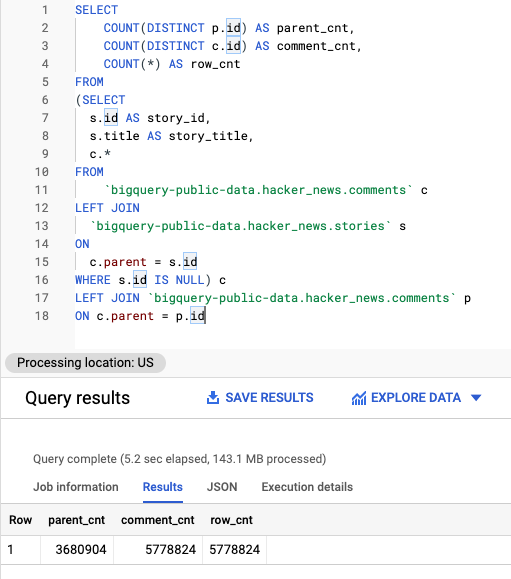 1 SELECT
2 COUNT(DISTINCT p.id) AS parent_cnt,
3 COUNT(DISTINCT c.id) AS comment_cnt,
4 COUNT(*) AS row_cnt
5 FROM
6 (SELECT
7 s.id AS story_id,
8 s.title AS story_title,
9 c.*
10 FROM
11 `bigquery-public-data.hacker_news.comments` c
12 LEFT JOIN
13 `bigquery-public-data.hacker_news.stories` s
14 ON
15 c.parent = s.id
16 WHERE s.id IS NULL) c
17 LEFT JOIN `bigquery-public-data.hacker_news.comments` p
18 ON c.parent = p.id
Processing location: US
Query results SAVE RESULTS EXPLORE DATA
Query complete (5.2 sec elapsed, 143.1 MB processed)
Job information Results JSON Execution details
Row parent_cnt comment_cnt row_cnt
1 3680904 5778824 5778824